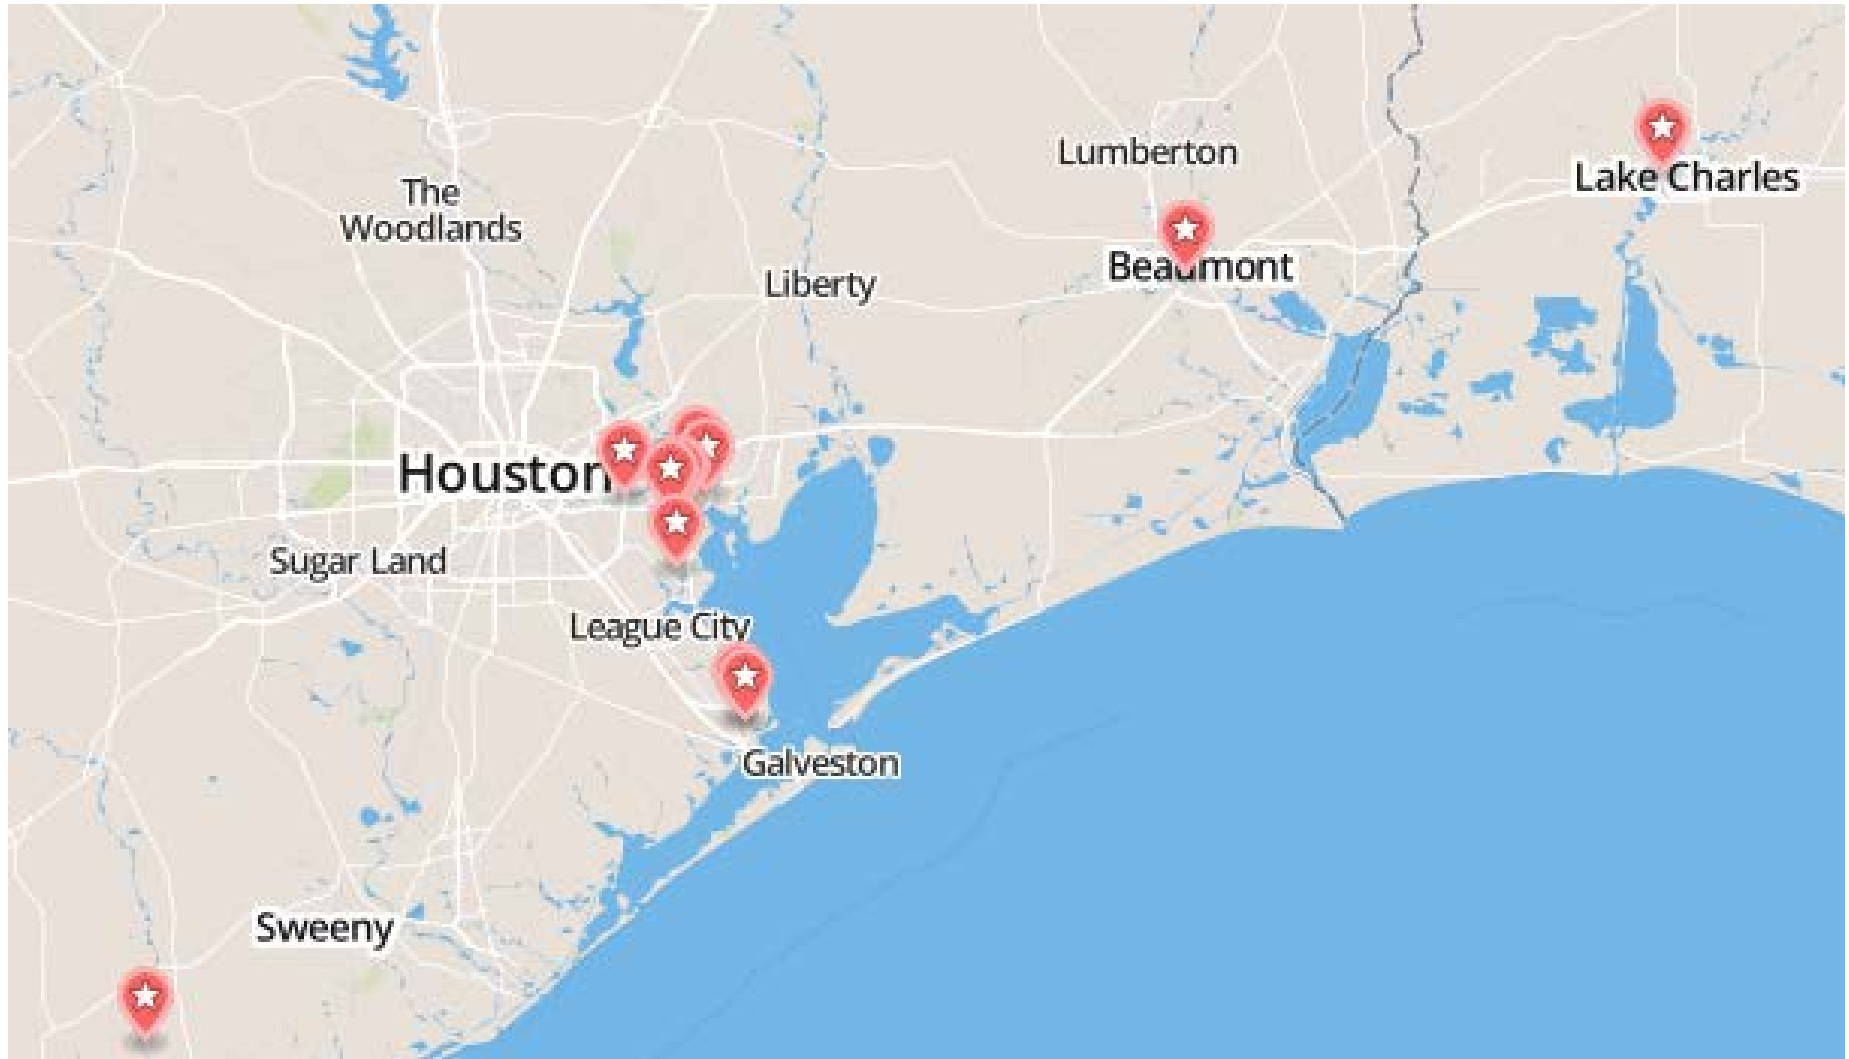 Lumberton
Lake Charles
The
Woodlands
Beaumont
Liberty
Houston
Sugar Land
League City
Galveston
Sweeny